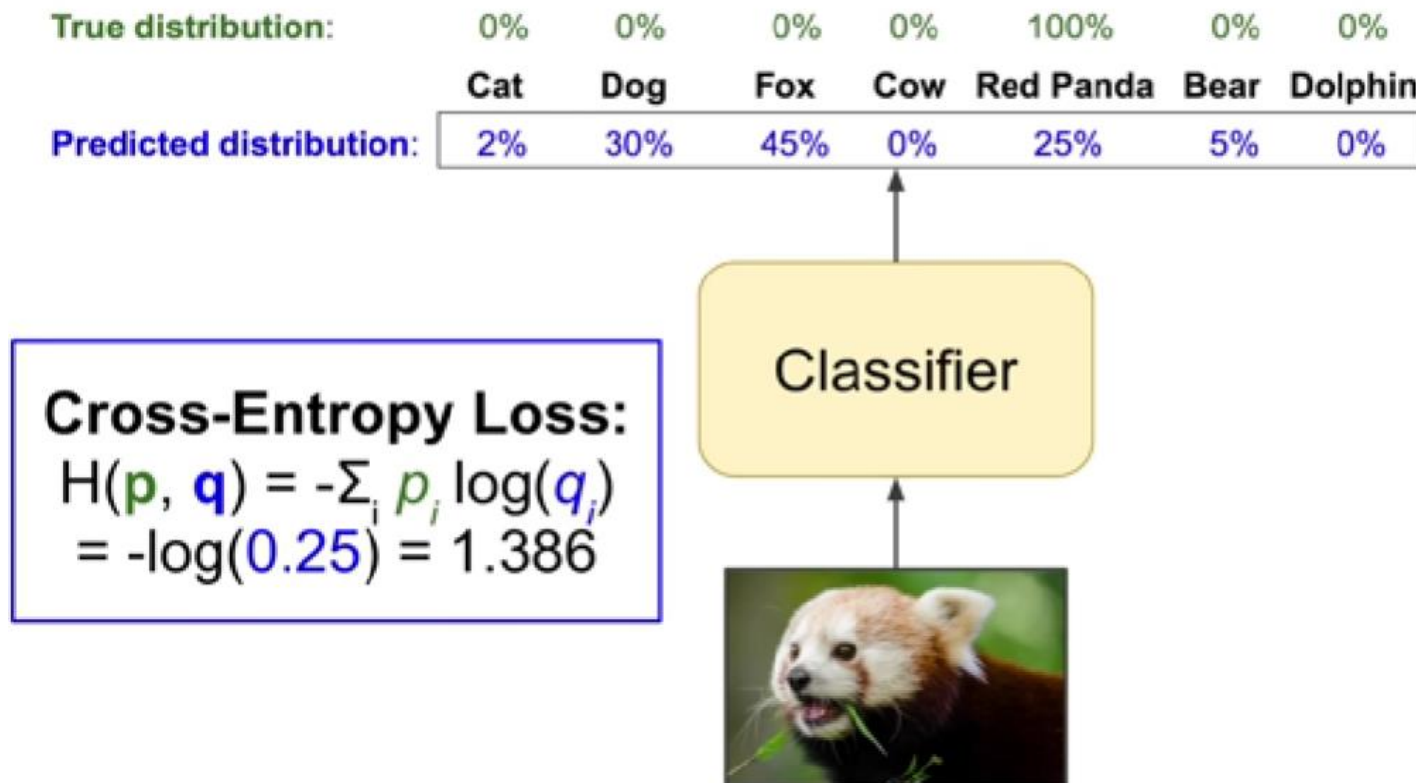 True distribution: 0% 0% 0% 0% 100% 0% 0%
Cat Dog Fox Cow Red Panda Bear Dolphin
Predicted distribution: 2% 30% 45% 0% 25% 5% 0%
Classifier
Cross-Entropy Loss:
H(p, q) = -Σᵢ pᵢ log(qᵢ)
= -log(0.25) = 1.386